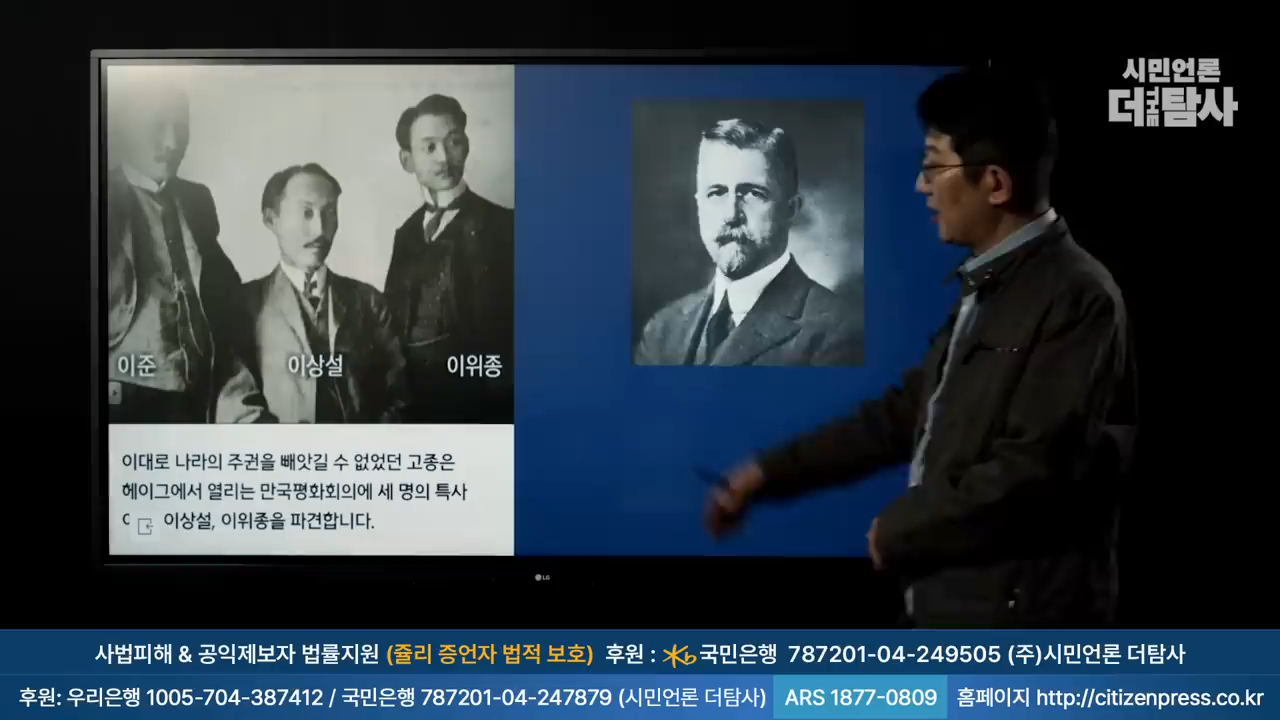 시민언론
더탐사
이준
이상설
이위종
이대로 나라의 주권을 빼앗길 수 없었던 고종은
헤이그에서 열리는 만국평화회의에 세 명의 특사
이상설, 이위종을 파견합니다.
LG
사법피해 & 공익제보자 법률지원 (쥴리 증언자 법적 보호) 후원 : 국민은행 787201-04-249505 (주)시민언론 더탐사
후원: 우리은행 1005-704-387412 / 국민은행 787201-04-247879 (시민언론 더탐사) ARS 1877-0809 홈페이지 http://citizenpress.co.kr